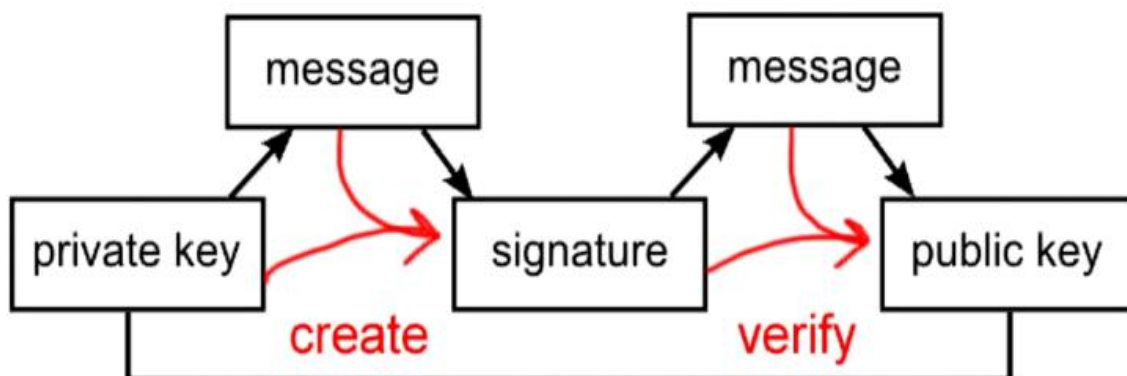 message
message
private key
signature
public key
create
verify